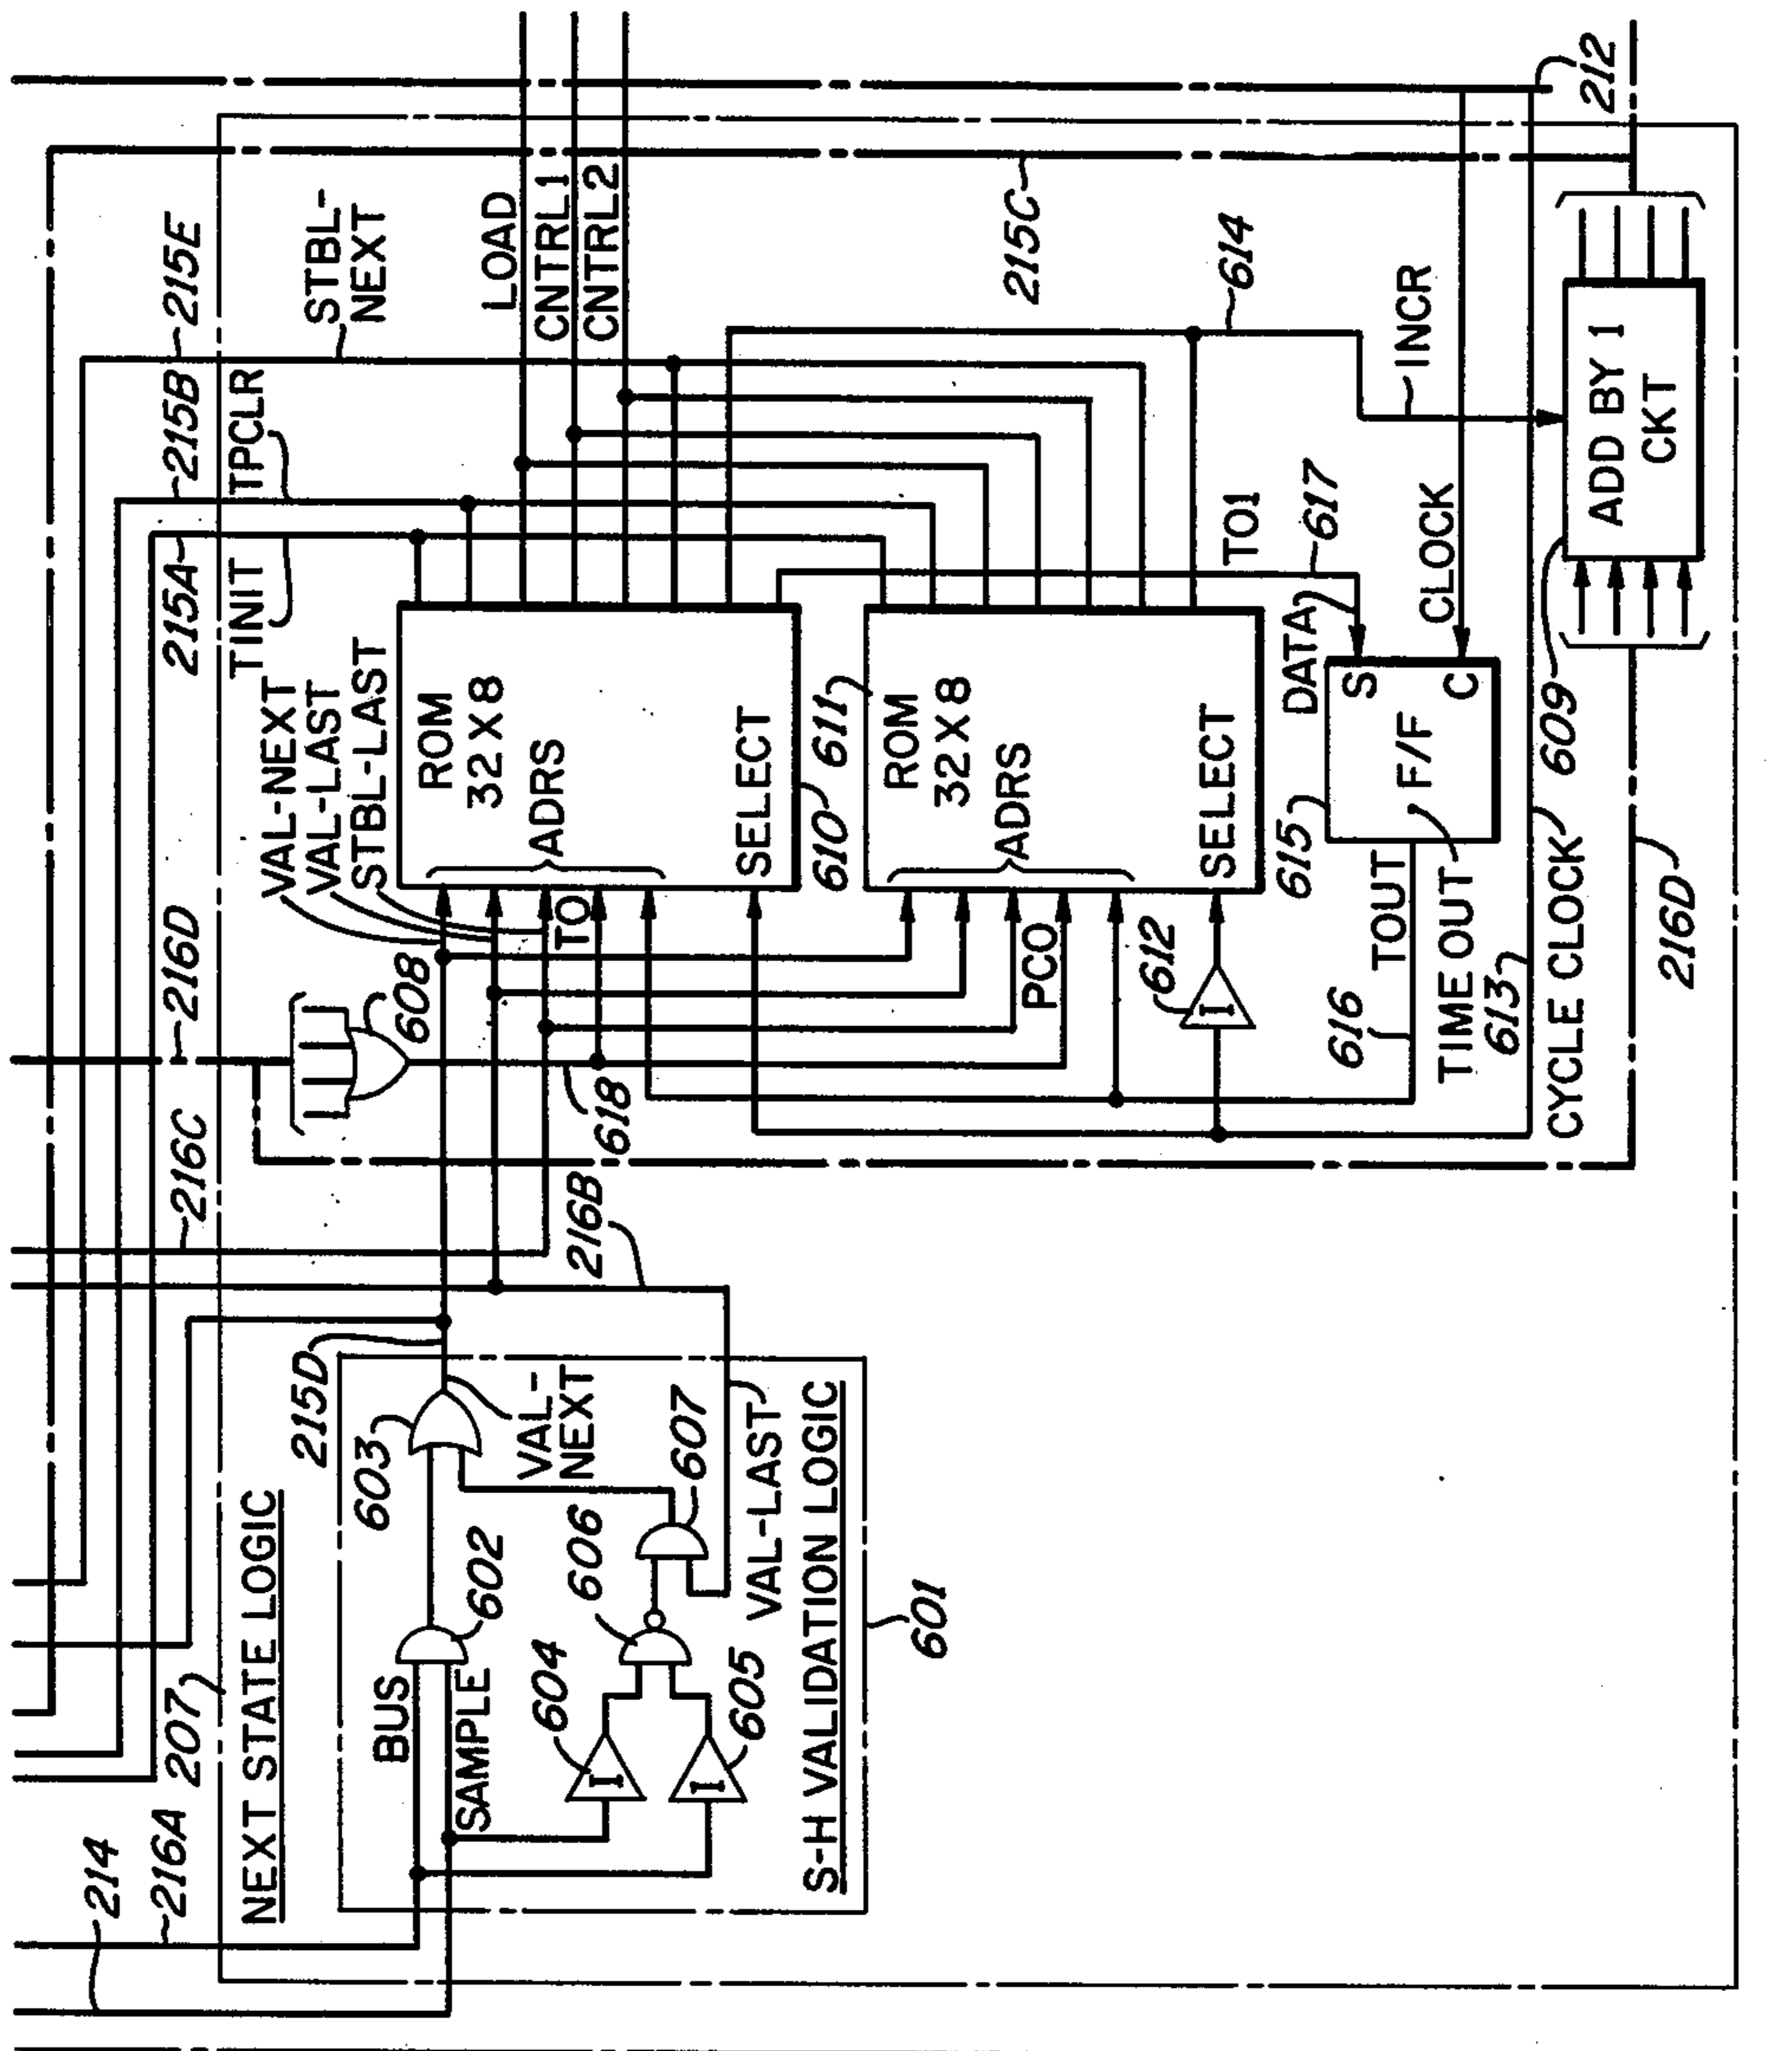 214
216A
207
NEXT STATE LOGIC
BUS
SAMPLE
602
603
215D
VAL-
NEXT
604
605
606
607
VAL-LAST
S-H VALIDATION LOGIC
601
216C
216B
216D
608
618
VAL-NEXT
VAL-LAST
STBL-LAST
TO
PCO
ROM
32X8
ADRS
SELECT
610
ROM
32X8
ADRS
SELECT
611
612
215A
TINIT
215B
TPCLR
215E
STBL-
NEXT
LOAD
CNTRL1
CNTRL2
215C
614
INCR
TO1
617
DATA
CLOCK
S
C
F/F
615
TOUT
616
TIME OUT
613
CYCLE CLOCK
609
ADD BY 1
CKT
216D
212